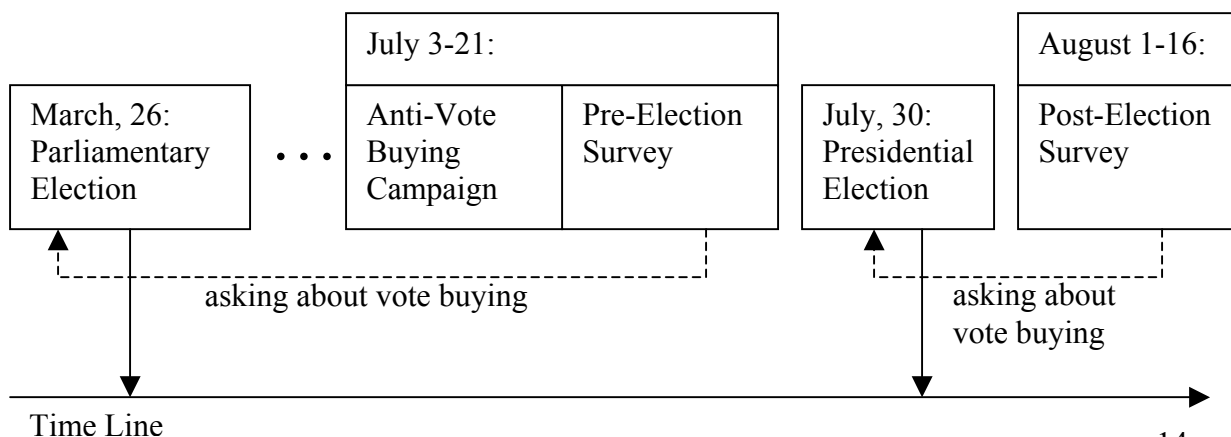 July 3-21:
August 1-16:
March, 26:
Parliamentary
Election
• • •
Anti-Vote
Buying
Campaign
Pre-Election
Survey
July, 30:
Presidential
Election
Post-Election
Survey
asking about vote buying
asking about
vote buying
Time Line
14